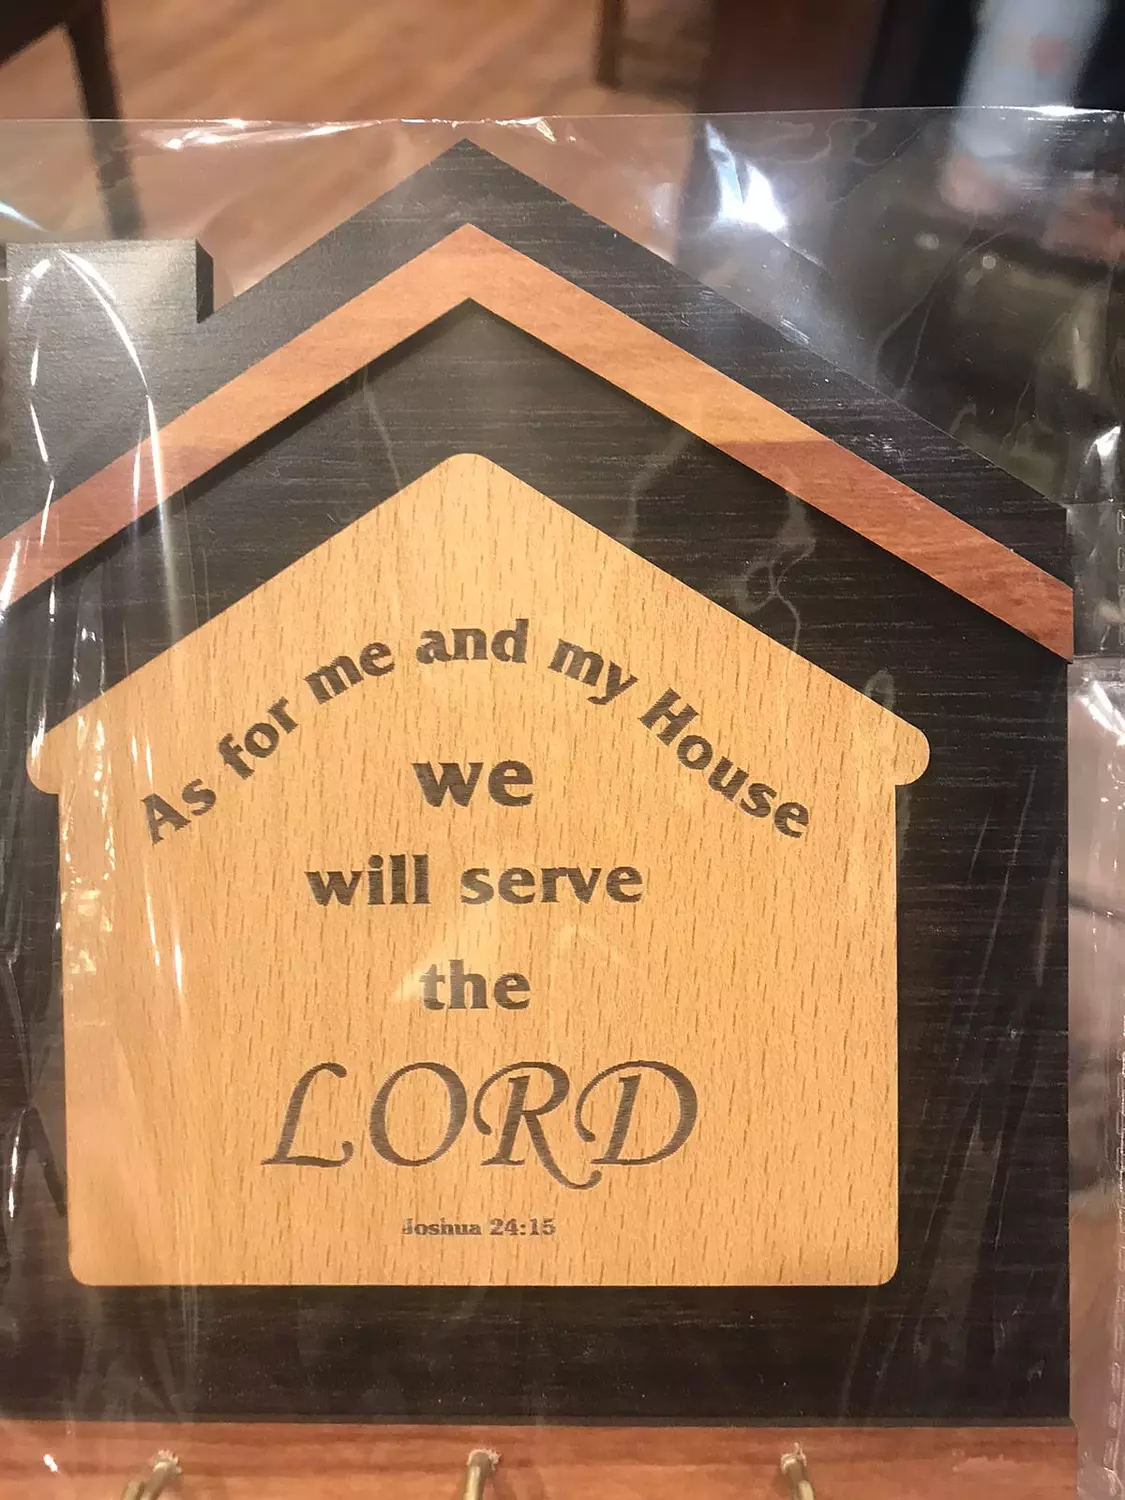 As for me and my House
we
will serve
the
LORD
Joshua 24:15